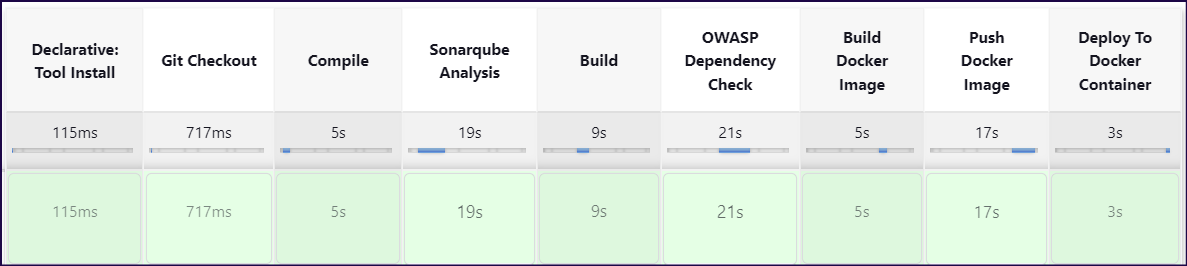 Declarative:
Tool Install
Git Checkout
Compile
Sonarqube
Analysis
Build
OWASP
Dependency
Check
Build
Docker
Image
Push
Docker
Image
Deploy To
Docker
Container
115ms
717ms
5s
19s
9s
21s
5s
17s
3s
115ms
717ms
5s
19s
9s
21s
5s
17s
3s